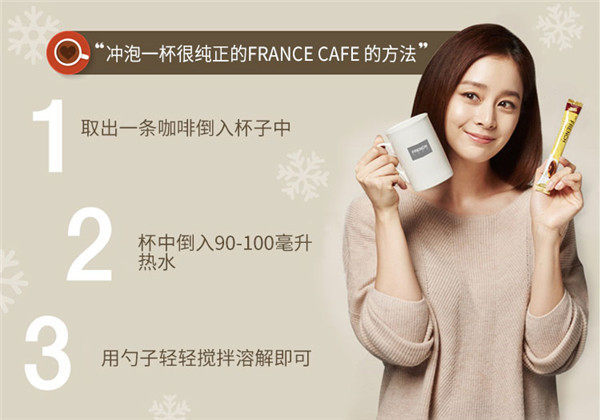 “冲泡一杯很纯正的FRANCE CAFE 的方法”
1
取出一条咖啡倒入杯子中
2
杯中倒入90-100毫升
热水
3
用勺子轻轻搅拌溶解即可
FRENCH